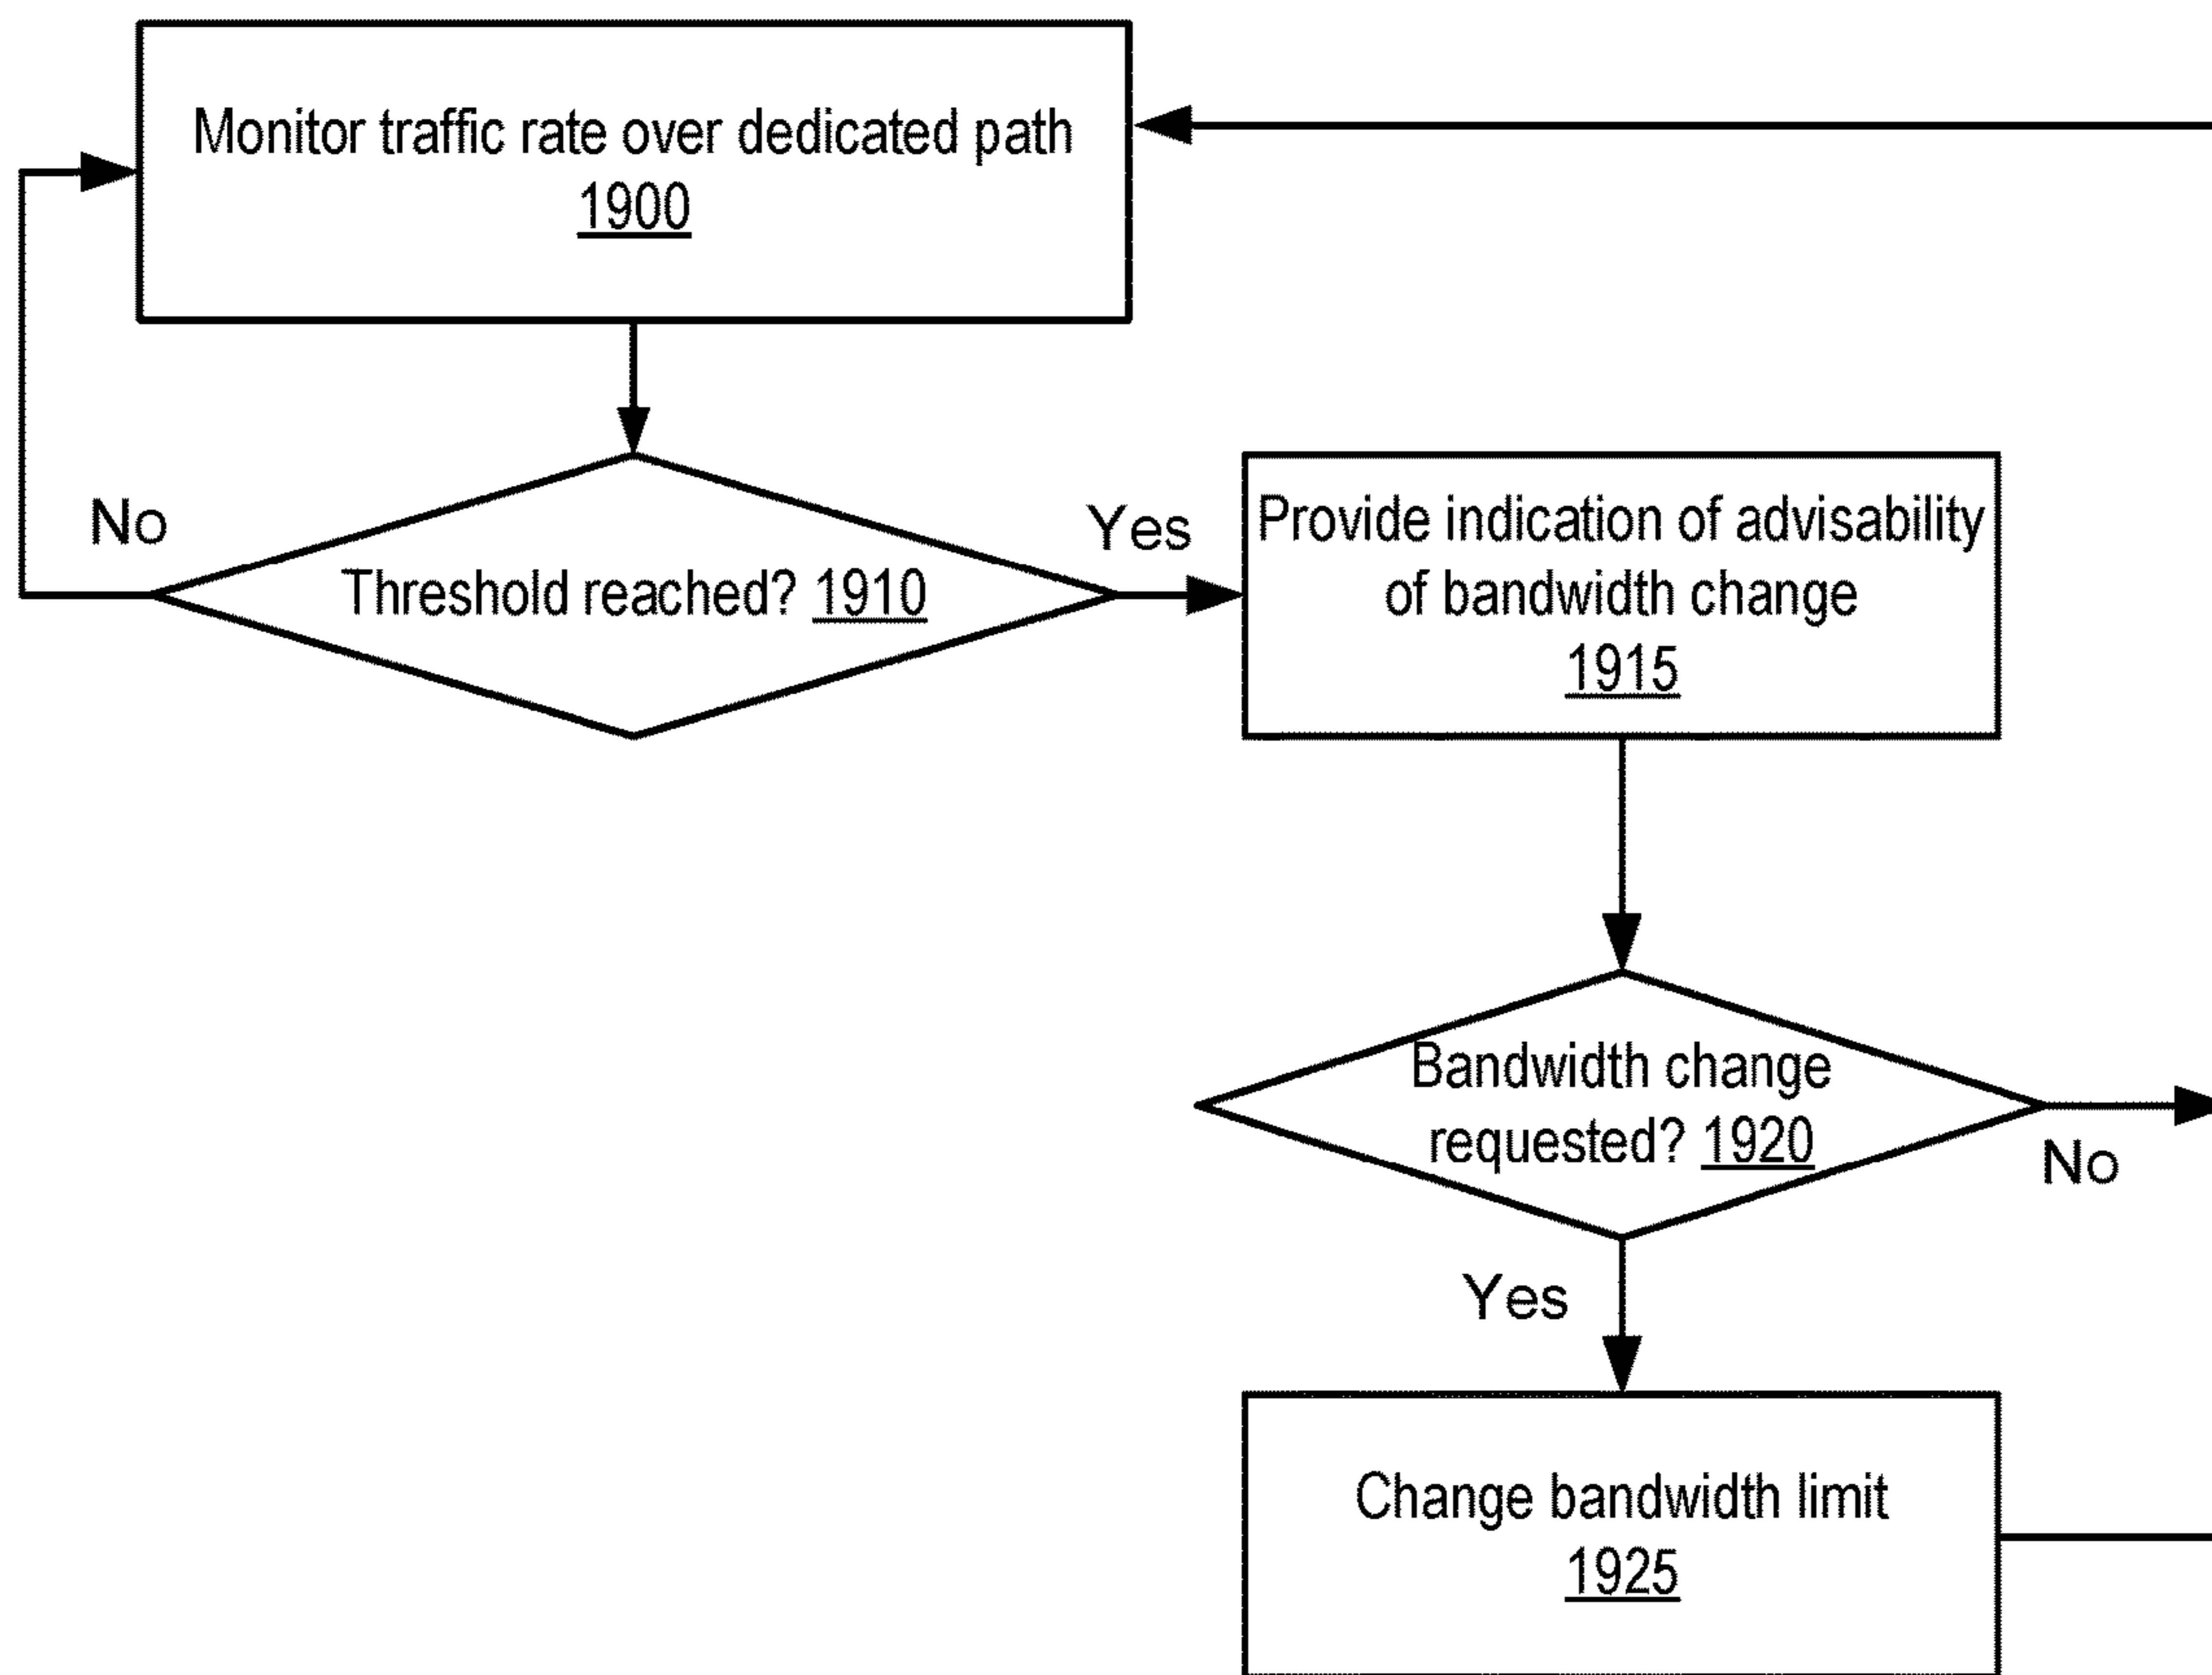 Monitor traffic rate over dedicated path
1900
No
Threshold reached? 1910
Yes
Provide indication of advisability
of bandwidth change
1915
Bandwidth change
requested? 1920
No
Yes
Change bandwidth limit
1925